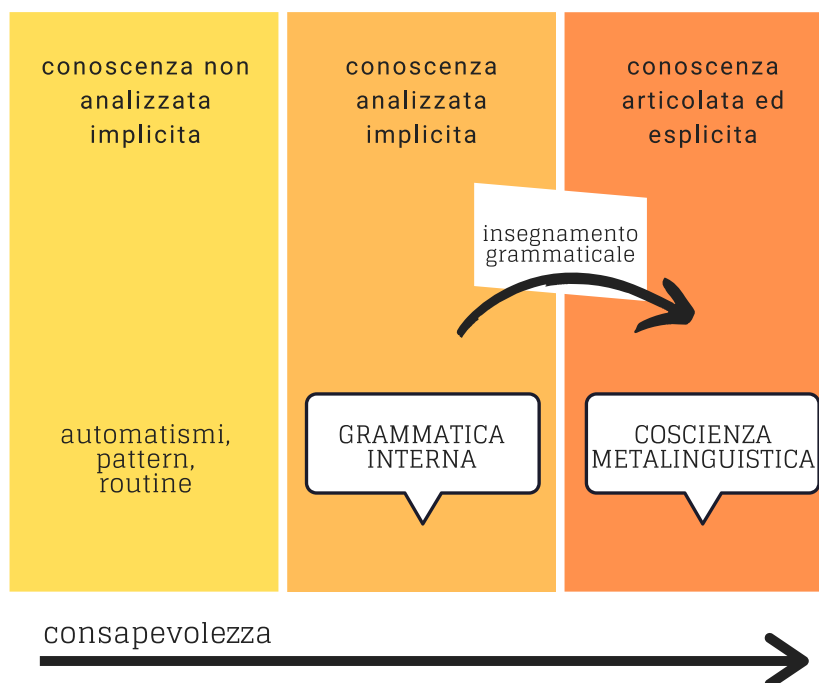 conoscenza non
analizzata
implicita
conoscenza
analizzata
implicita
conoscenza
articolata ed
esplicita
insegnamento
grammaticale
automatismi,
pattern,
routine
GRAMMATICA
INTERNA
COSCIENZA
METALINGUISTICA
consapevolezza